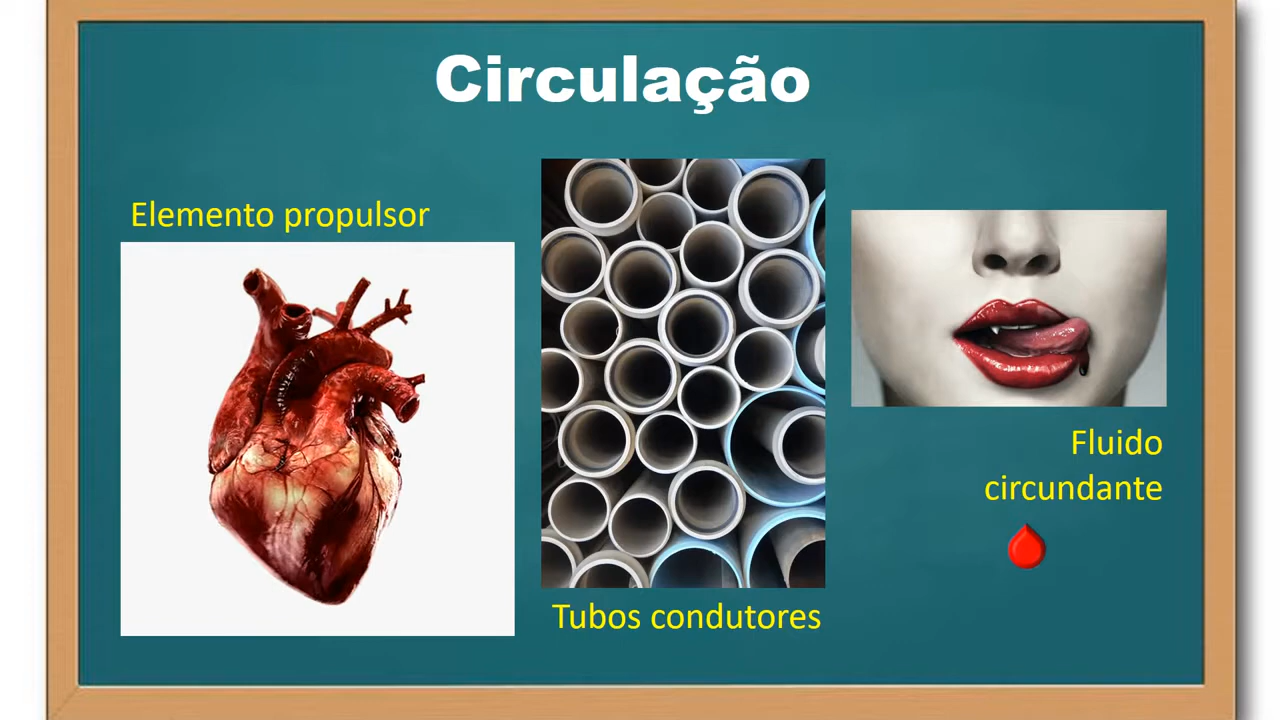 Circulação
Elemento propulsor
Tubos condutores
Fluido
circundante